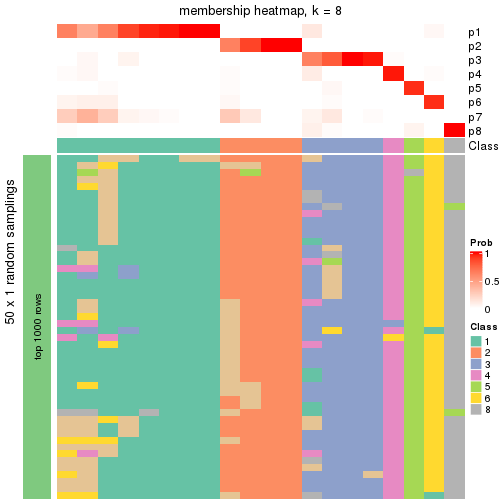 membership heatmap, k = 8
p1
p2
p3
p4
p5
p6
p7
p8
Class
50 x 1 random samplings
top 1000 rows
Prob
1
0.5
0
Class
1
2
3
4
5
6
8